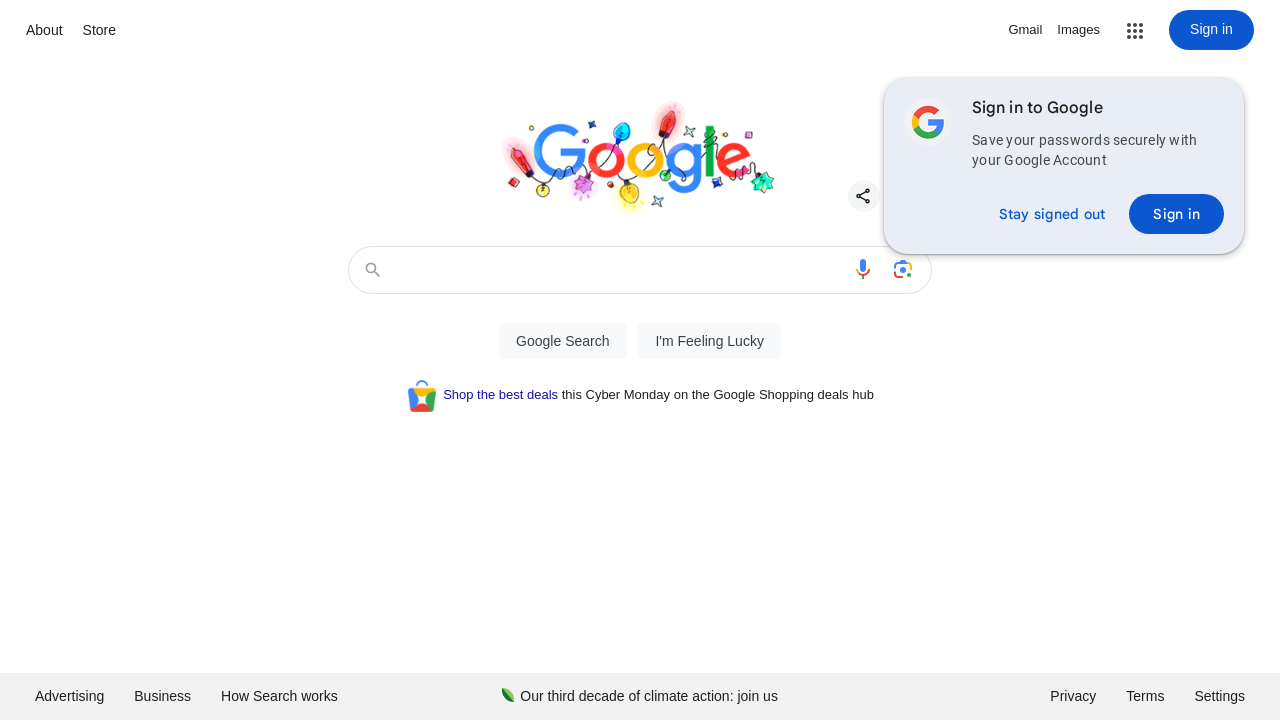 About Store
Gmail Images Sign in
Google
Sign in to Google
Save your passwords securely with
your Google Account
Stay signed out Sign in
Google Search I'm Feeling Lucky
Shop the best deals this Cyber Monday on the Google Shopping deals hub
Advertising Business How Search works Our third decade of climate action: join us Privacy Terms Settings